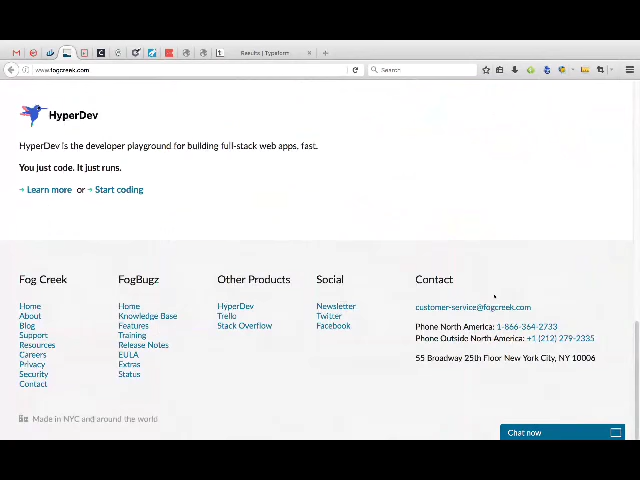 Results | Typeform
www.fogcreek.com
Search
HyperDev
HyperDev is the developer playground for building full-stack web apps, fast.
You just code. It just runs.
Learn more or Start coding
Fog Creek
Home
About
Blog
Support
Resources
Careers
Privacy
Security
Contact
FogBugz
Home
Knowledge Base
Features
Training
Release Notes
EULA
Extras
Status
Other Products
HyperDev
Trello
Stack Overflow
Social
Newsletter
Twitter
Facebook
Contact
customer-service@fogcreek.com
Phone North America: 1-866-364-2733
Phone Outside North America: +1 (212) 279-2335
55 Broadway 25th Floor New York City, NY 10006
Made in NYC and around the world
Chat now